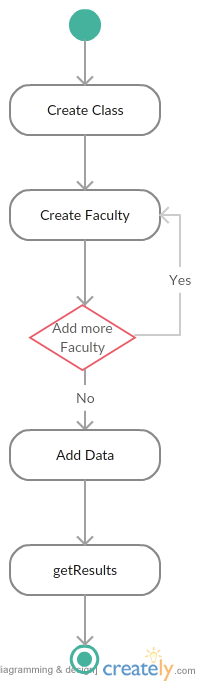 Create Class
Create Faculty
Yes
Add more
Faculty
No
Add Data
getResults
creately.com